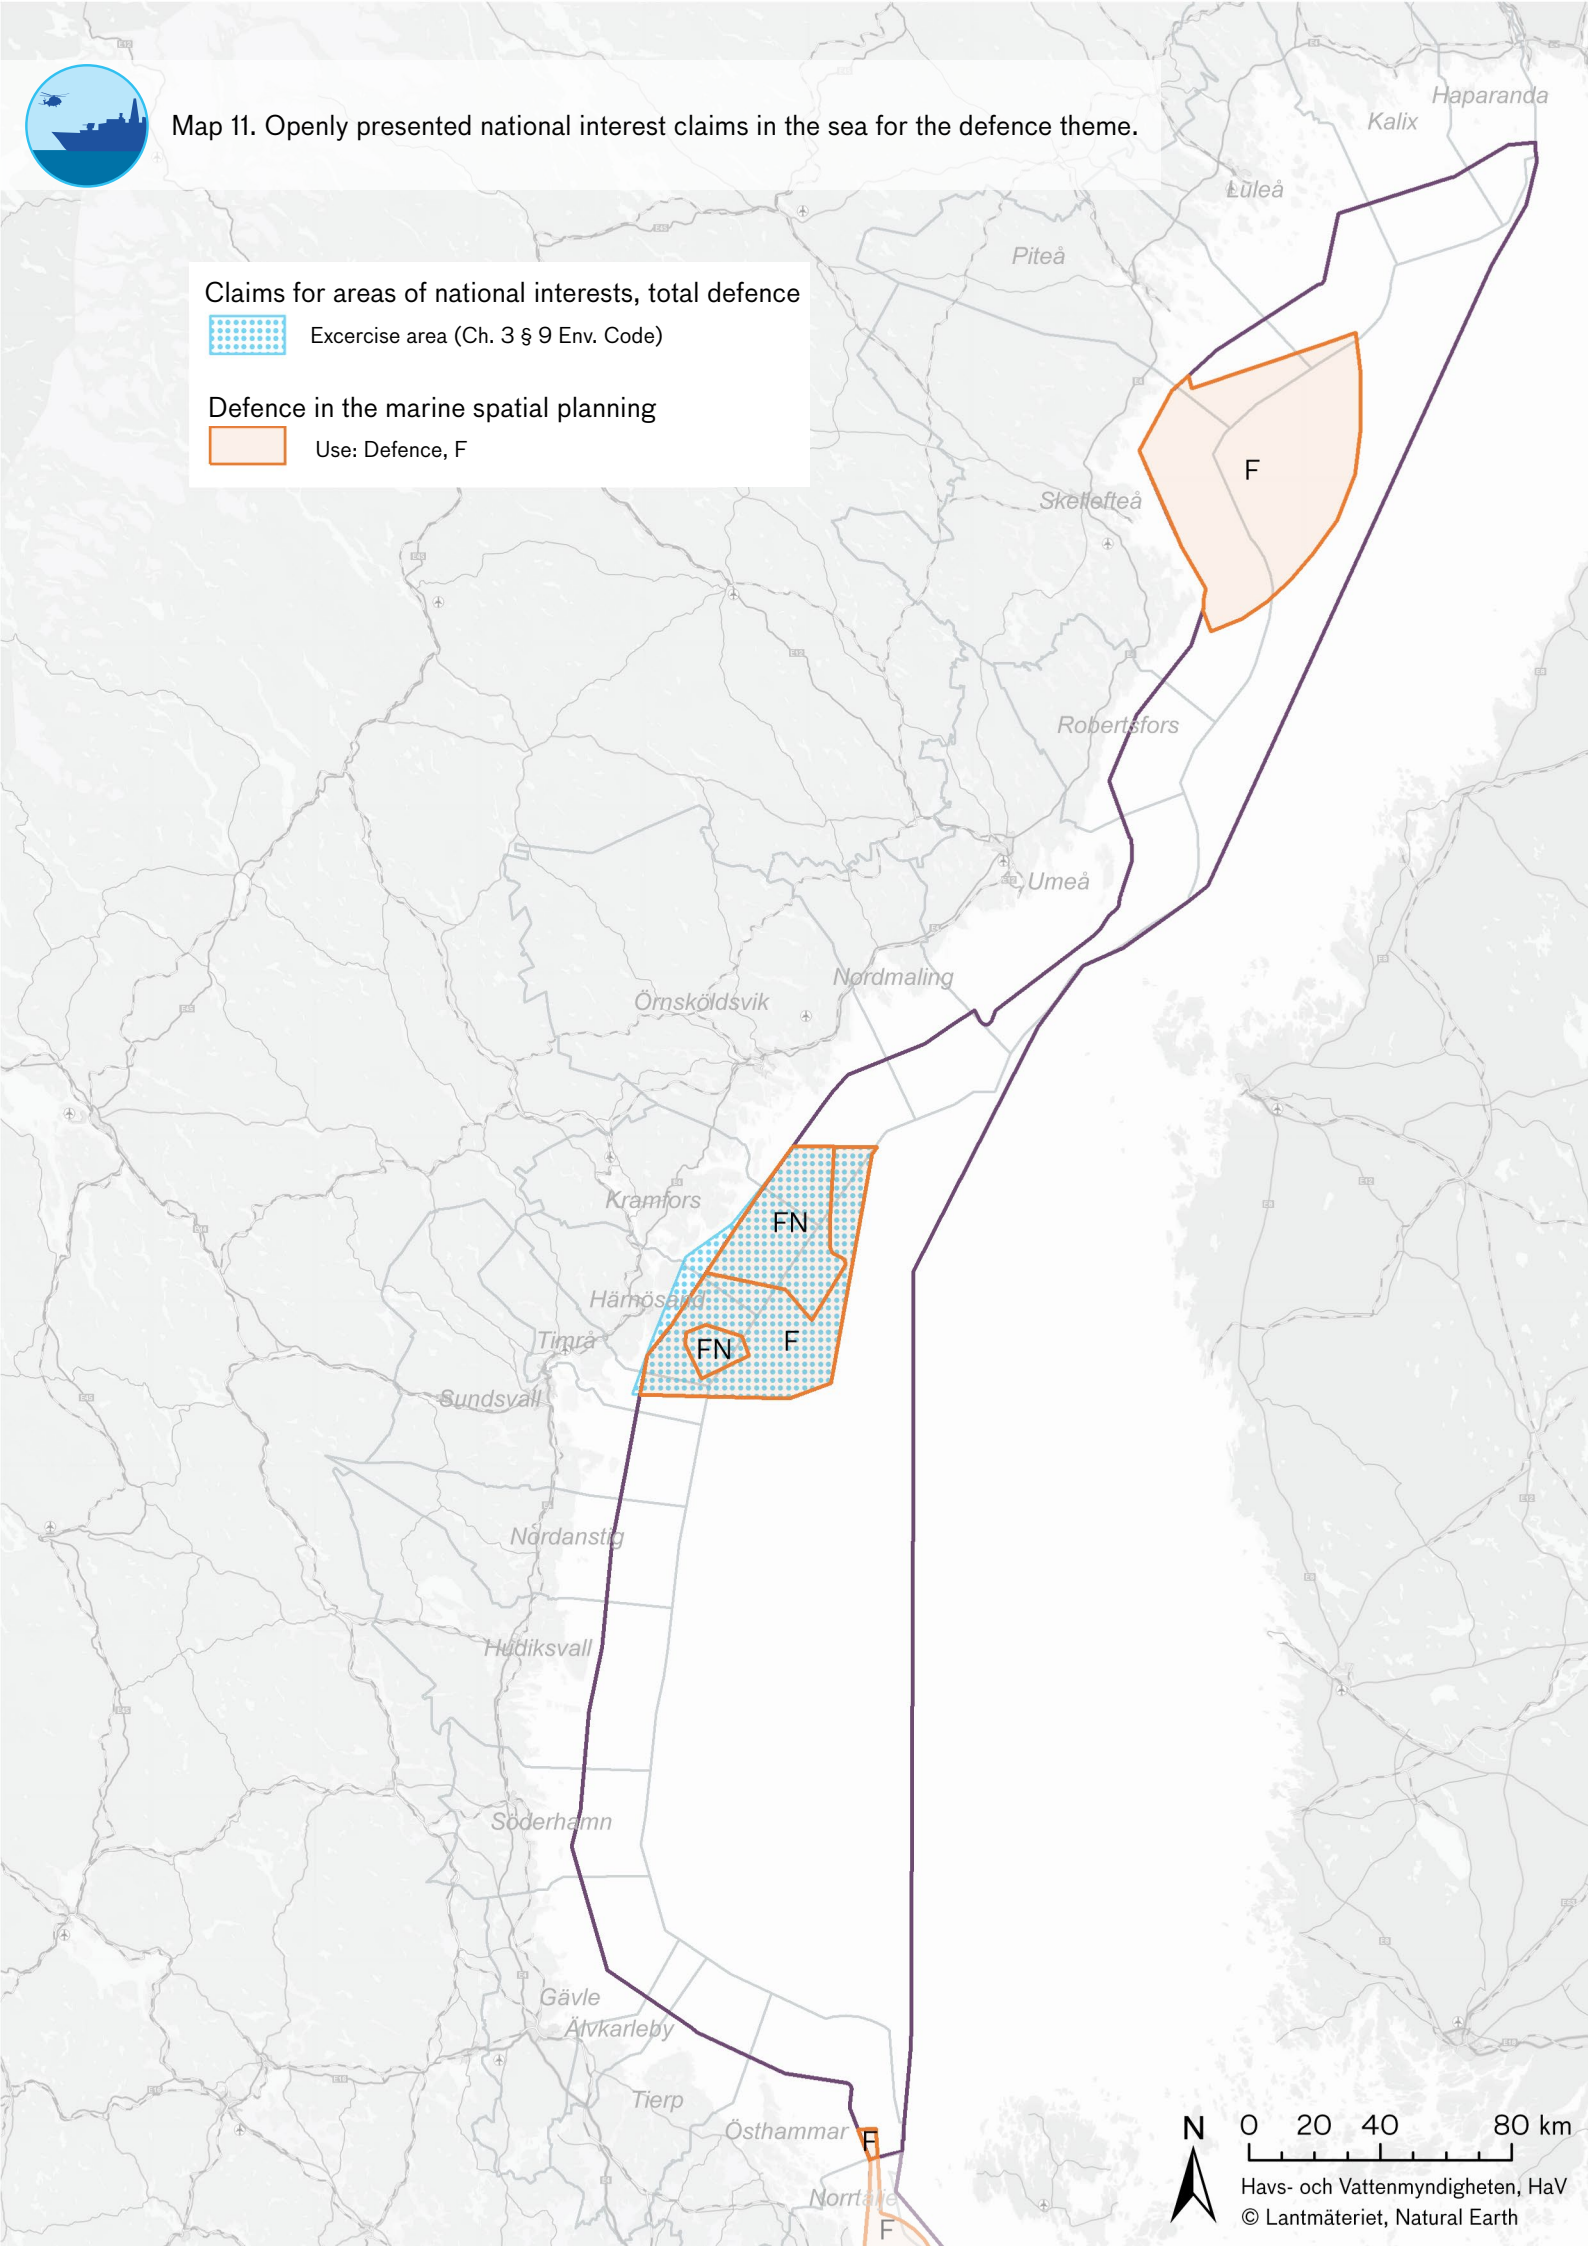 Map 11. Openly presented national interest claims in the sea for the defence theme.
Claims for areas of national interests, total defence
Excercise area (Ch. 3 § 9 Env. Code)
Defence in the marine spatial planning
Use: Defence, F
Haparanda
Kalix
Luleå
Piteå
F
Skellefteå
Robertsfors
Umeå
Nordmaling
Örnsköldsvik
Kramfors
FN
Härnösand
Timrå
FN
F
Sundsvall
Nordanstig
Hudiksvall
Söderhamn
Gävle
Älvkarleby
Tierp
Östhammar
F
Norrtälje
F
N
0 20 40 80 km
Havs- och Vattenmyndigheten, HaV
© Lantmäteriet, Natural Earth